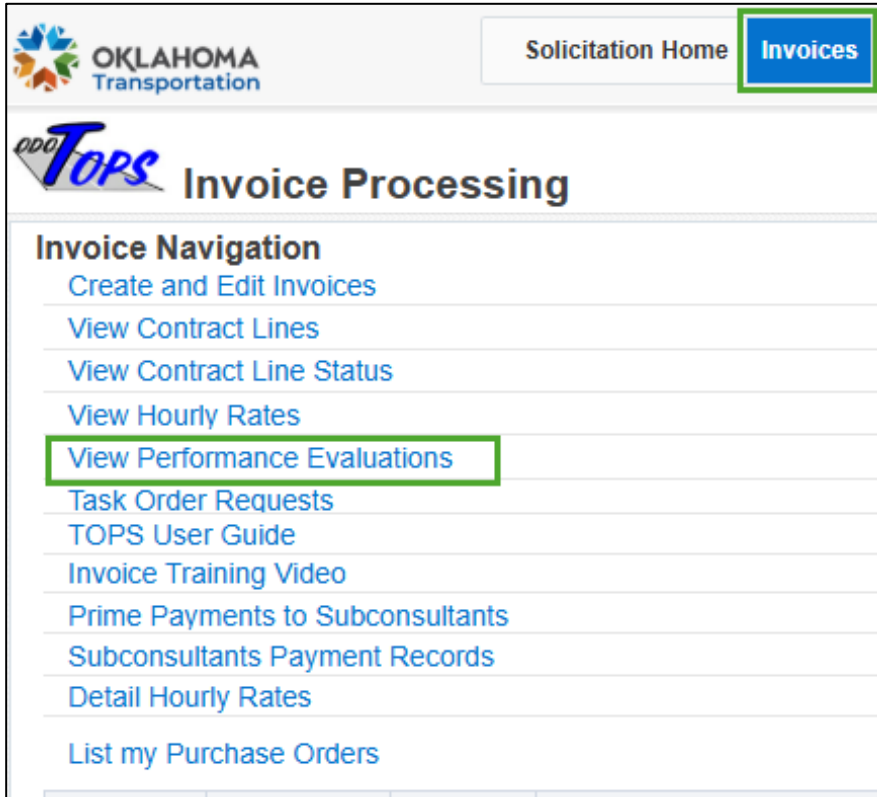 OKLAHOMA
Transportation
Solicitation Home
Invoices
ODOT TOPS
Invoice Processing
Invoice Navigation
Create and Edit Invoices
View Contract Lines
View Contract Line Status
View Hourly Rates
View Performance Evaluations
Task Order Requests
TOPS User Guide
Invoice Training Video
Prime Payments to Subconsultants
Subconsultants Payment Records
Detail Hourly Rates
List my Purchase Orders